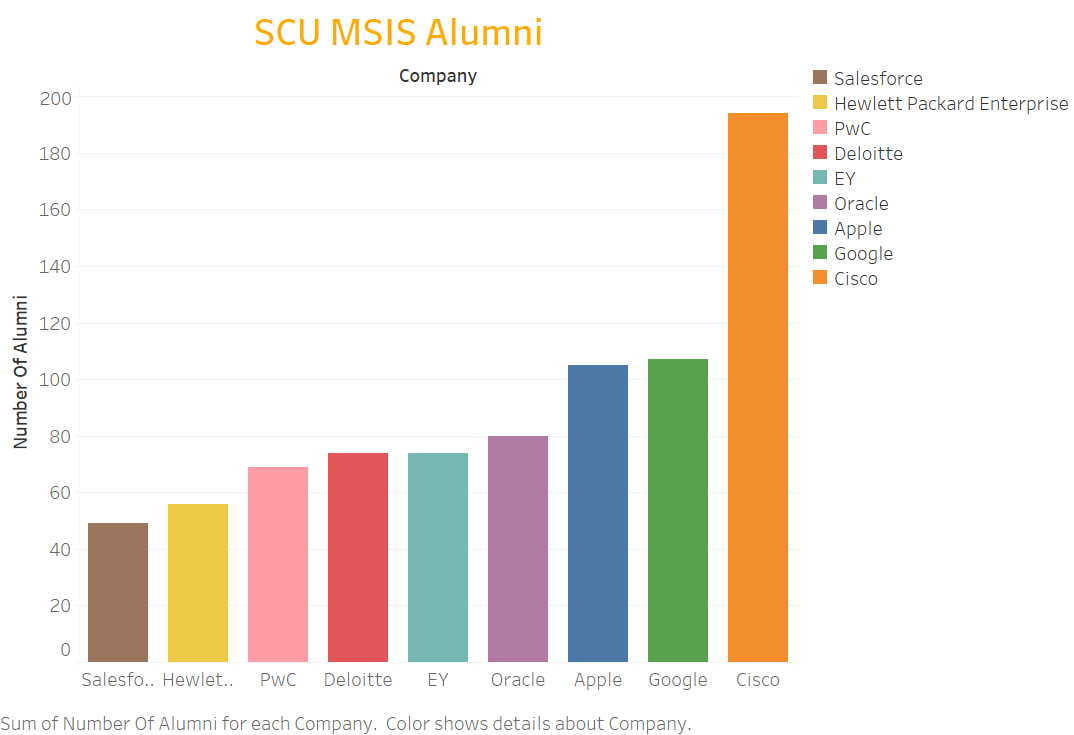 SCU MSIS Alumni
Company
Salesforce
Hewlett Packard Enterprise
PwC
Deloitte
EY
Oracle
Apple
Google
Cisco
Number Of Alumni
200
180
160
140
120
100
80
60
40
20
0
Salesfo.. Hewlet.. PwC Deloitte EY Oracle Apple Google Cisco
Sum of Number Of Alumni for each Company. Color shows details about Company.